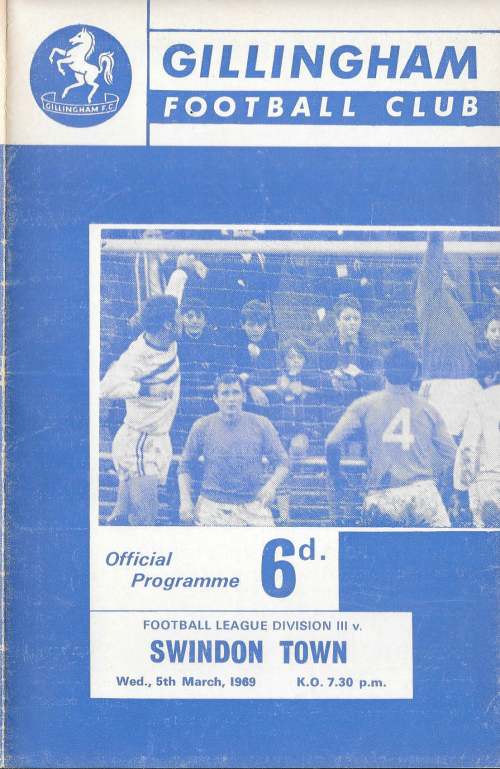 GILLINGHAM F.C.
GILLINGHAM
FOOTBALL CLUB
4
Official
Programme
6d.
FOOTBALL LEAGUE DIVISION III v.
SWINDON TOWN
Wed., 5th March, 1969 K.O. 7.30 p.m.